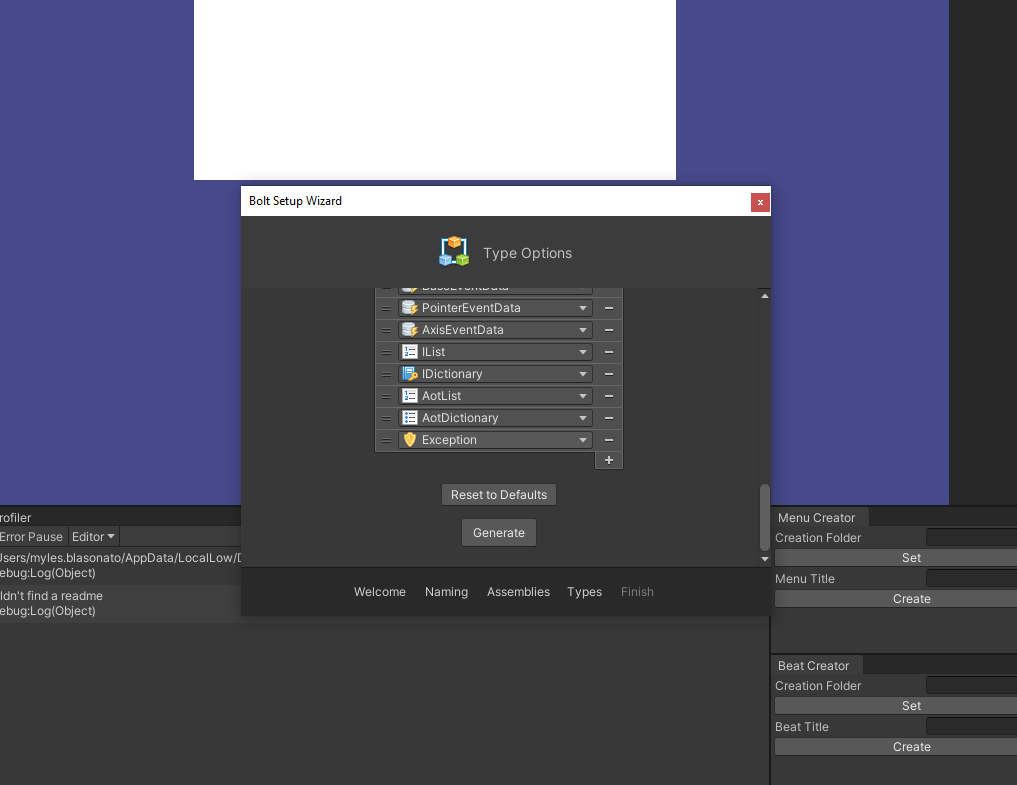 Bolt Setup Wizard
x
Type Options
BaseEventData
PointerEventData
AxisEventData
IList
IDictionary
AotList
AotDictionary
Exception
Reset to Defaults
Generate
Welcome Naming Assemblies Types Finish
rofiler
Error Pause Editor
Users/myles.blasonato/AppData/LocalLow/D
ebug:Log(Object)
ldn't find a readme
ebug:Log(Object)
Menu Creator
Creation Folder
Set
Menu Title
Create
Beat Creator
Creation Folder
Set
Beat Title
Create